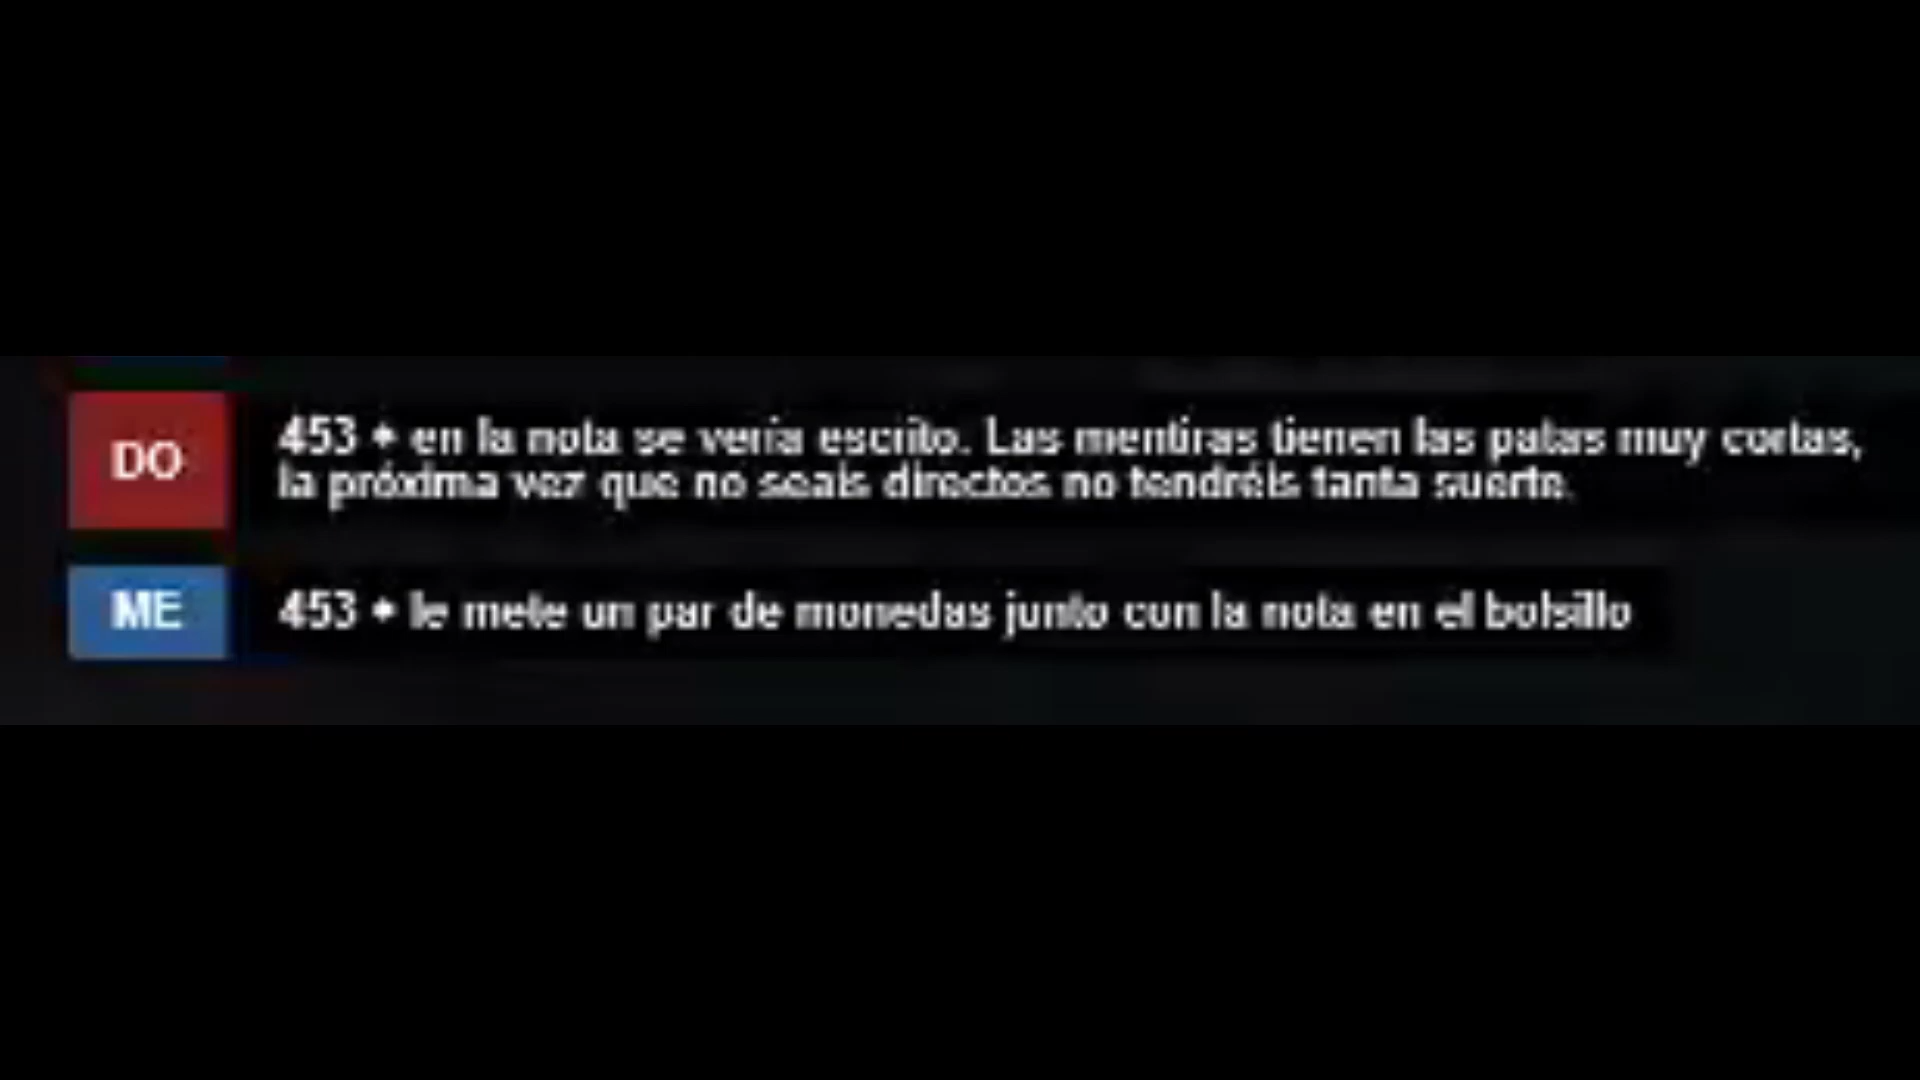 DO 453 ✦ en la nota se vería escrito. Las mentiras tienen las patas muy cortas,
la próxima vez que no seais directos no tendréis tanta suerte.
ME 453 ✦ le mete un par de monedas junto con la nota en el bolsillo